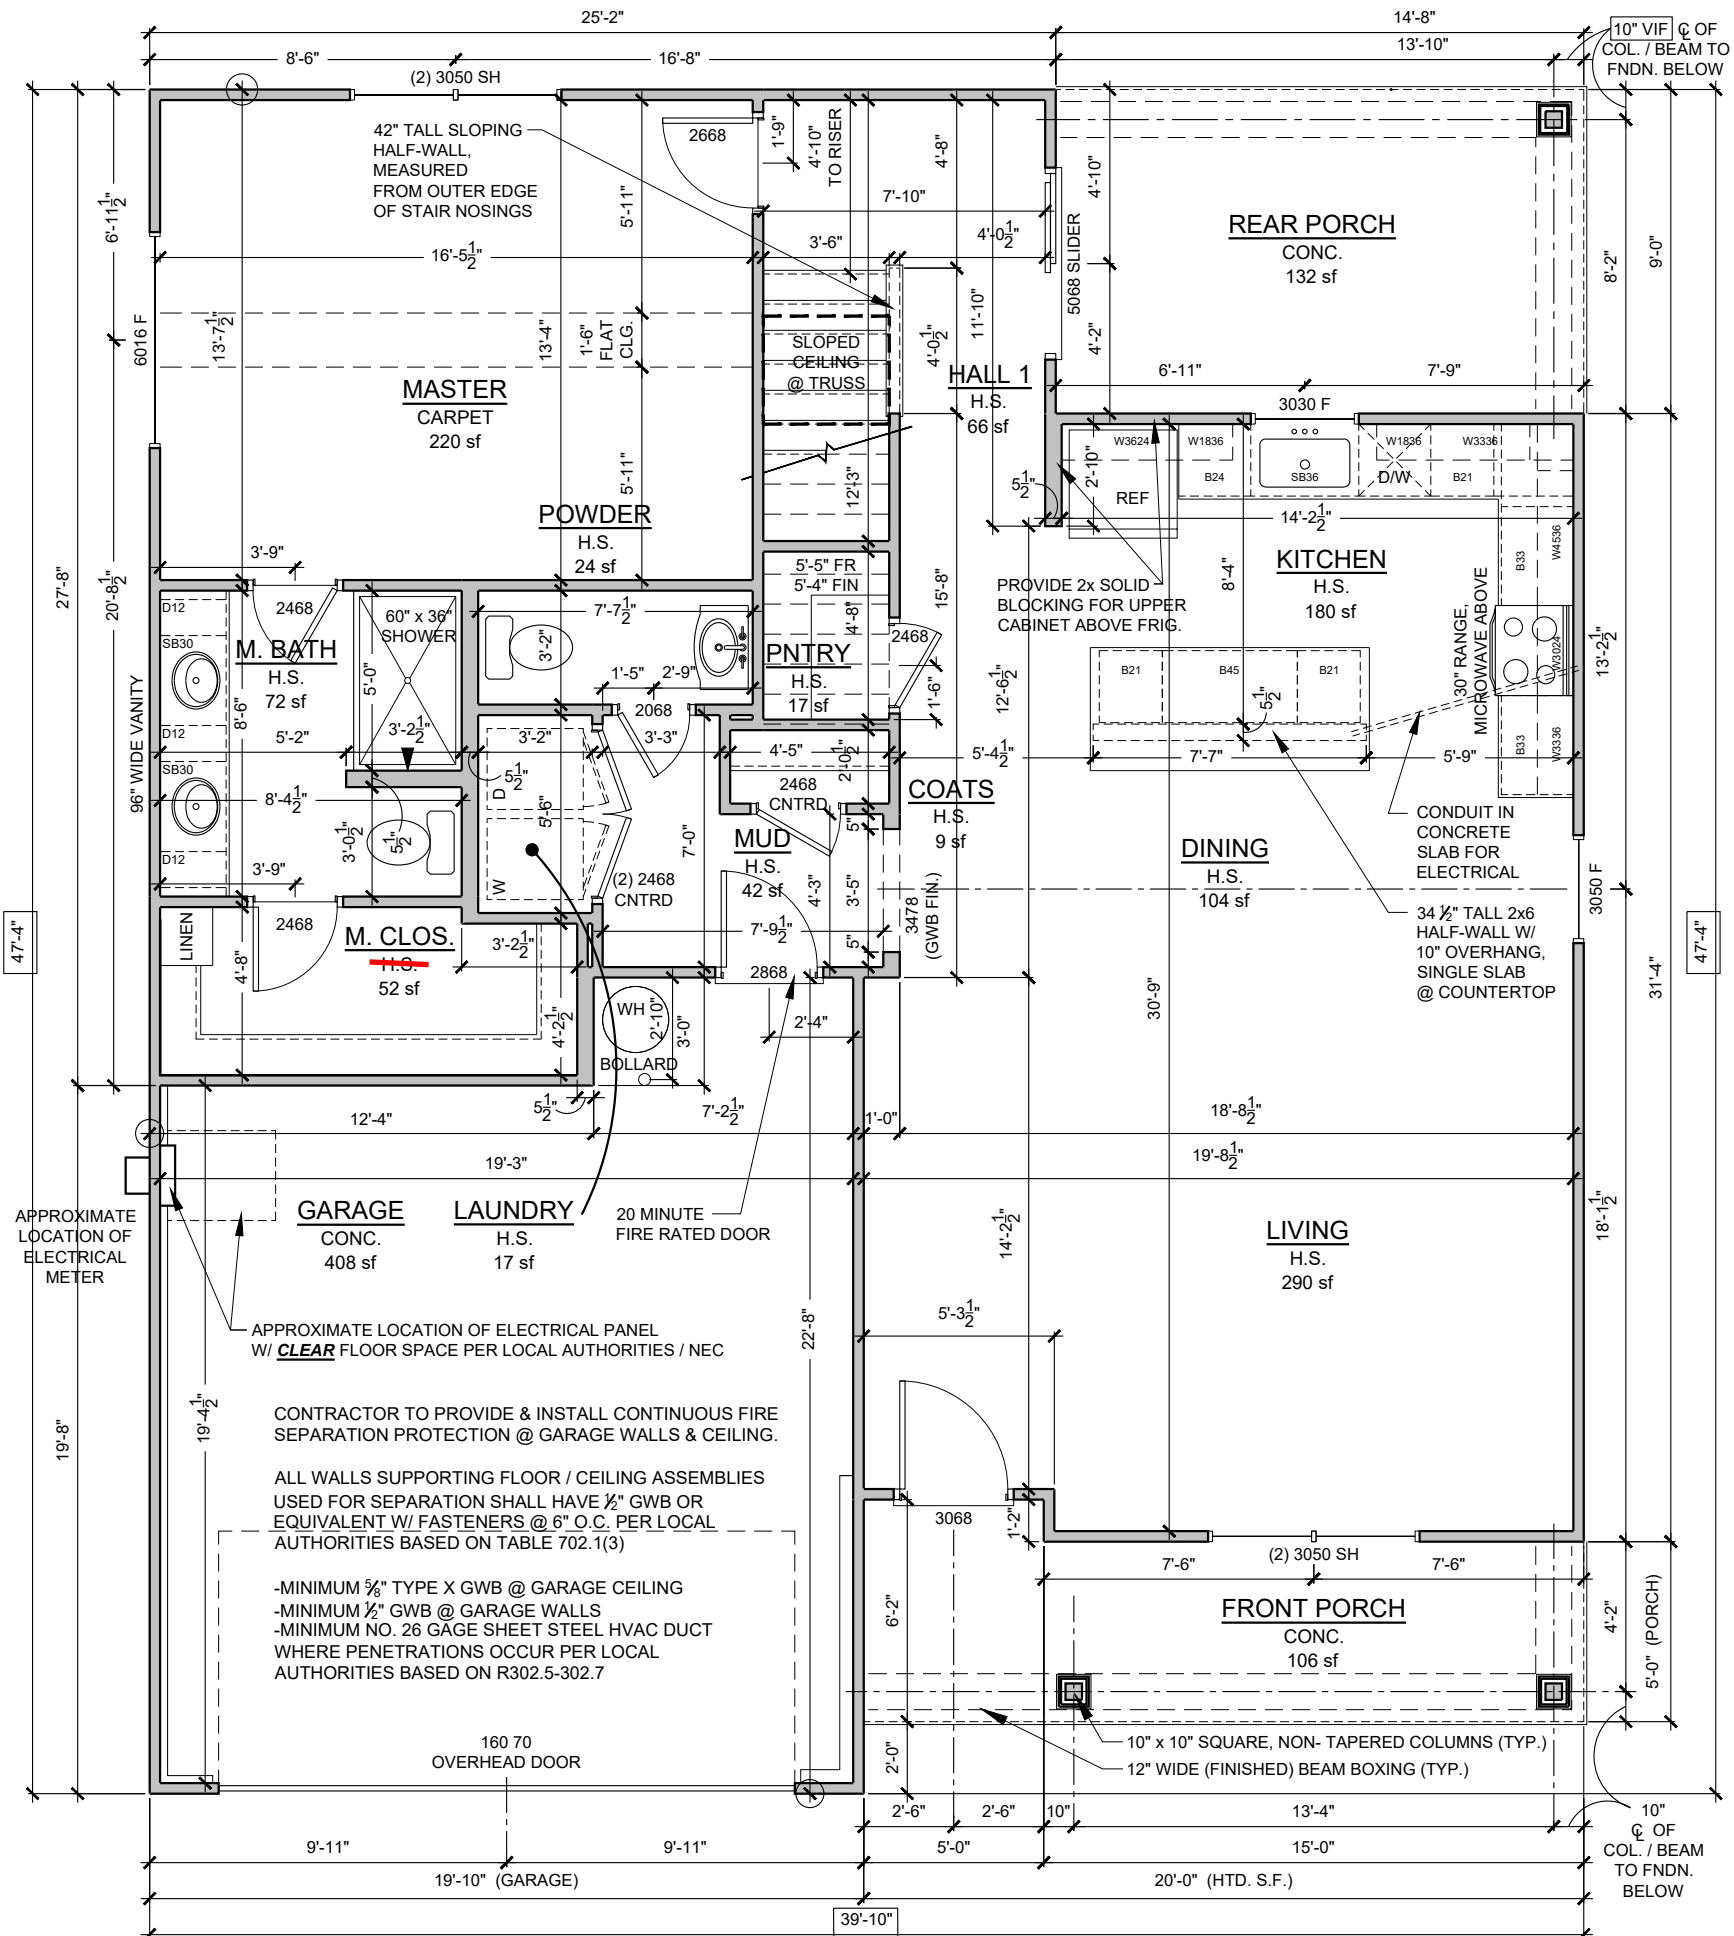 25'-2"
14'-8"
10" VIF ℄ OF
COL. / BEAM TO
FNDN. BELOW
8'-6"
16'-8"
13'-10"
(2) 3050 SH
42" TALL SLOPING
HALF-WALL,
MEASURED
FROM OUTER EDGE
OF STAIR NOSINGS
2668
1'-9"
4'-10"
TO RISER
4'-8"
4'-10"
6'-11½"
5'-11"
7'-10"
16'-5½"
3'-6"
4'-0½"
5068 SLIDER
REAR PORCH
CONC.
132 sf
8'-2"
9'-0"
6016 F
13'-7½"
13'-4"
1'-6"
FLAT
CLG.
SLOPED
CEILING
@ TRUSS
4'-0½"
11'-10"
4'-2"
HALL 1
H.S.
66 sf
6'-11"
7'-9"
3030 F
MASTER
CARPET
220 sf
5'-11"
12'-3"
5½"
2'-10"
W3624
W1836
W1836
W3336
REF
B24
SB36
D/W
B21
14'-2½"
POWDER
H.S.
24 sf
5'-5" FR
5'-4" FIN
KITCHEN
H.S.
180 sf
8'-4"
B33
W4536
27'-8"
20'-8½"
3'-9"
D12
2468
60" x 36"
SHOWER
7'-7½"
4'-8"
15'-8"
PROVIDE 2x SOLID
BLOCKING FOR UPPER
CABINET ABOVE FRIG.
SB30
M. BATH
H.S.
72 sf
3'-2"
PNTRY
H.S.
17 sf
2468
30" RANGE,
MICROWAVE ABOVE
W3024
13'-2½"
B21
B45
B21
5½"
96" WIDE VANITY
5'-0"
8'-6"
1'-5"
2'-9"
2068
1'-6"
12'-6½"
D12
5'-2"
3'-2½"
3'-2"
3'-3"
4'-5"
2'-0½"
5'-4½"
7'-7"
5'-9"
B33
W3336
SB30
8'-4½"
5½"
D
5'-6"
2468
CNTRD
COATS
H.S.
9 sf
CONDUIT IN
CONCRETE
SLAB FOR
ELECTRICAL
3'-0½"
5½"
7'-0"
MUD
H.S.
42 sf
5"
DINING
H.S.
104 sf
D12
3'-9"
W
(2) 2468
CNTRD
4'-3"
3'-5"
3478
(GWB FIN.)
3050 F
34 ½" TALL 2x6
HALF-WALL W/
10" OVERHANG,
SINGLE SLAB
@ COUNTERTOP
LINEN
2468
M. CLOS.
H.S.
52 sf
3'-2½"
7'-9½"
5"
47'-4"
47'-4"
4'-8"
2868
30'-9"
31'-4"
4'-2½"
WH
2'-10"
3'-0"
2'-4"
BOLLARD
12'-4"
5½"
7'-2½"
1'-0"
18'-8½"
19'-3"
19'-8½"
APPROXIMATE
LOCATION OF
ELECTRICAL
METER
GARAGE
CONC.
408 sf
LAUNDRY
H.S.
17 sf
20 MINUTE
FIRE RATED DOOR
14'-2½"
LIVING
H.S.
290 sf
18'-1½"
APPROXIMATE LOCATION OF ELECTRICAL PANEL
W/ CLEAR FLOOR SPACE PER LOCAL AUTHORITIES / NEC
22'-8"
5'-3½"
19'-8"
19'-4½"
CONTRACTOR TO PROVIDE & INSTALL CONTINUOUS FIRE
SEPARATION PROTECTION @ GARAGE WALLS & CEILING.
ALL WALLS SUPPORTING FLOOR / CEILING ASSEMBLIES
USED FOR SEPARATION SHALL HAVE ½" GWB OR
EQUIVALENT W/ FASTENERS @ 6" O.C. PER LOCAL
AUTHORITIES BASED ON TABLE 702.1(3)
-MINIMUM ⅝" TYPE X GWB @ GARAGE CEILING
-MINIMUM ½" GWB @ GARAGE WALLS
-MINIMUM NO. 26 GAGE SHEET STEEL HVAC DUCT
WHERE PENETRATIONS OCCUR PER LOCAL
AUTHORITIES BASED ON R302.5-302.7
3068
1'-2"
7'-6"
(2) 3050 SH
7'-6"
6'-2"
FRONT PORCH
CONC.
106 sf
4'-2"
5'-0" (PORCH)
160 70
OVERHEAD DOOR
2'-0"
10" x 10" SQUARE, NON- TAPERED COLUMNS (TYP.)
12" WIDE (FINISHED) BEAM BOXING (TYP.)
2'-6"
2'-6"
10"
13'-4"
10"
℄ OF
COL. / BEAM
TO FNDN.
BELOW
9'-11"
9'-11"
5'-0"
15'-0"
19'-10" (GARAGE)
20'-0" (HTD. S.F.)
39'-10"